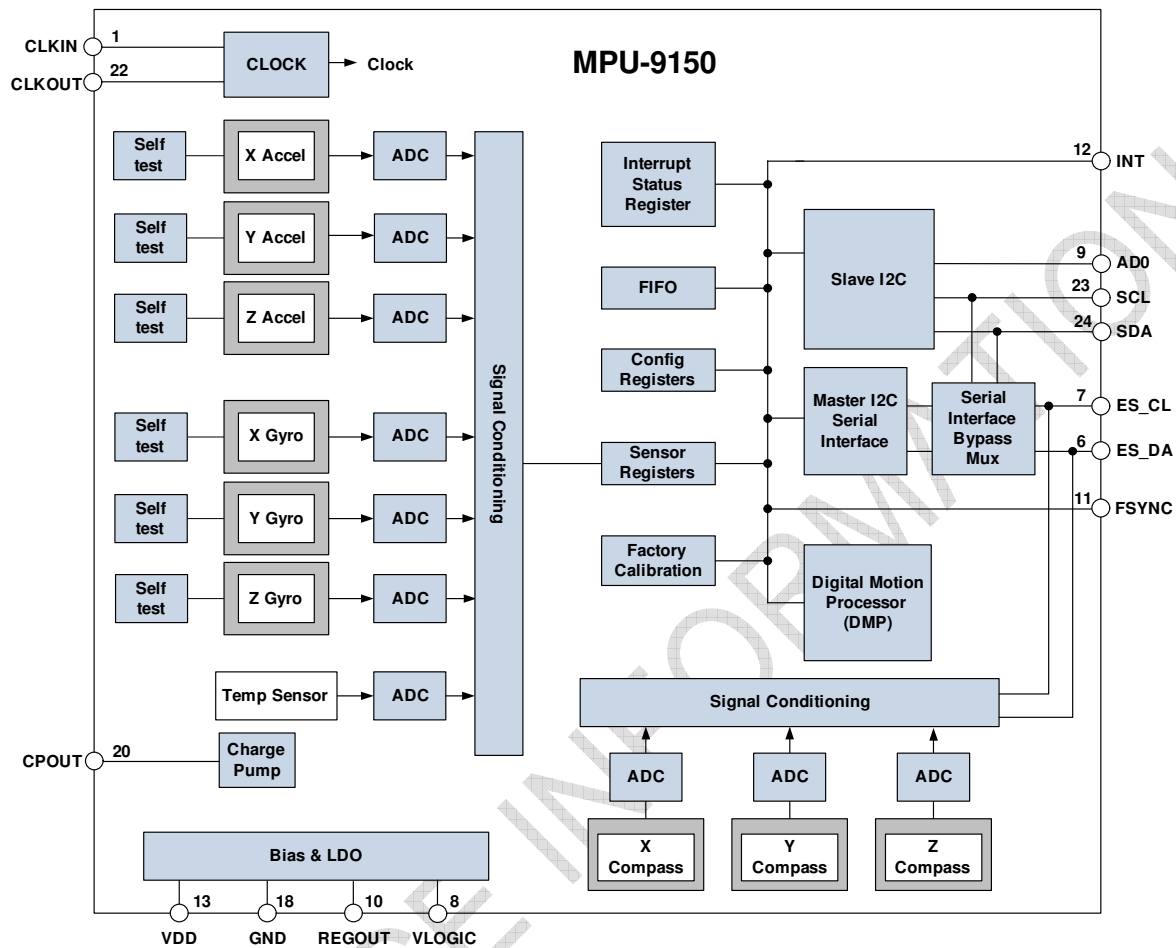 MPU-9150
CLKIN
1
CLOCK
Clock
CLKOUT
22
Self
test
X Accel
ADC
Self
test
Y Accel
ADC
Self
test
Z Accel
ADC
Self
test
X Gyro
ADC
Self
test
Y Gyro
ADC
Self
test
Z Gyro
ADC
Temp Sensor
ADC
Signal Conditioning
CPOUT
20
Charge
Pump
Bias & LDO
13
VDD
18
GND
10
REGOUT
8
VLOGIC
Interrupt
Status
Register
FIFO
Config
Registers
Sensor
Registers
Factory
Calibration
Slave I2C
Master I2C
Serial
Interface
Serial
Interface
Bypass
Mux
Digital Motion
Processor
(DMP)
12
INT
9
AD0
23
SCL
24
SDA
7
ES_CL
6
ES_DA
11
FSYNC
Signal Conditioning
ADC
ADC
ADC
X
Compass
Y
Compass
Z
Compass
INFORMATION